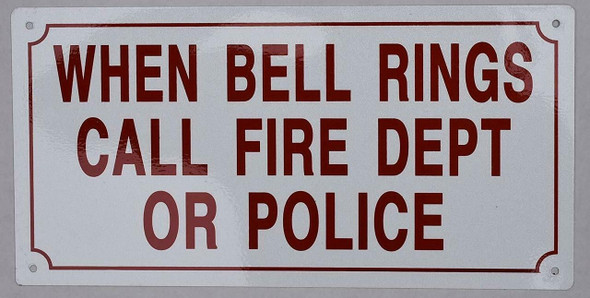 WHEN BELL RINGS
CALL FIRE DEPT
OR POLICE